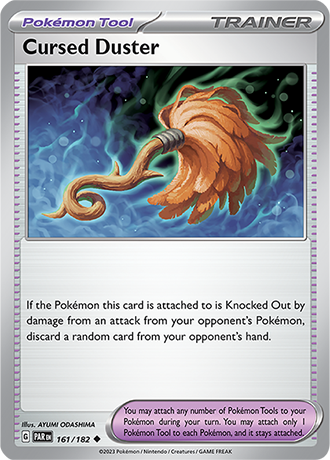 Pokémon Tool
TRAINER
Cursed Duster
If the Pokémon this card is attached to is Knocked Out by
damage from an attack from your opponent's Pokémon,
discard a random card from your opponent's hand.
Illus. AYUMI ODASHIMA
G PAR EN 161/182
You may attach any number of Pokémon Tools to your
Pokémon during your turn. You may attach only 1
Pokémon Tool to each Pokémon, and it stays attached.
©2023 Pokémon / Nintendo / Creatures / GAME FREAK